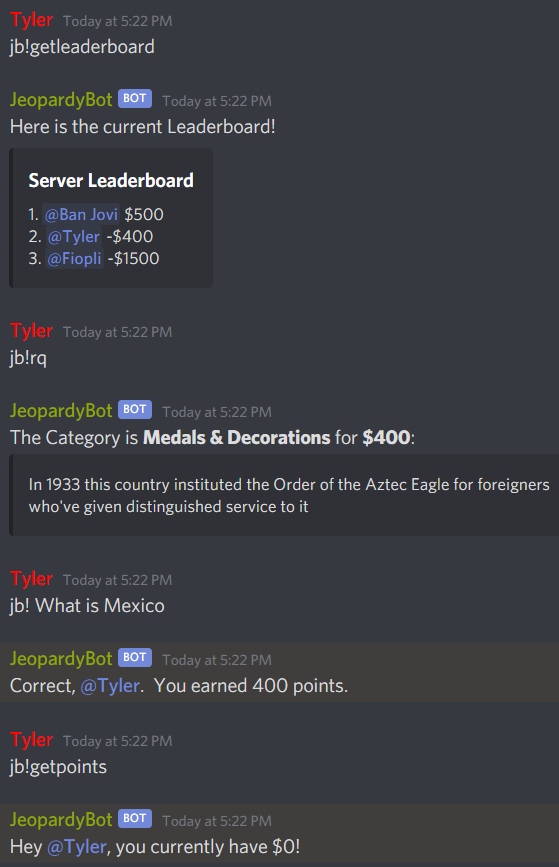 Tyler Today at 5:22 PM
jb!getleaderboard
JeopardyBot BOT Today at 5:22 PM
Here is the current Leaderboard!
Server Leaderboard
1. @Ban Jovi $500
2. @Tyler -$400
3. @Fiopli -$1500
Tyler Today at 5:22 PM
jb!rq
JeopardyBot BOT Today at 5:22 PM
The Category is Medals & Decorations for $400:
In 1933 this country instituted the Order of the Aztec Eagle for foreigners
who've given distinguished service to it
Tyler Today at 5:22 PM
jb! What is Mexico
JeopardyBot BOT Today at 5:22 PM
Correct, @Tyler.  You earned 400 points.
Tyler Today at 5:22 PM
jb!getpoints
JeopardyBot BOT Today at 5:22 PM
Hey @Tyler, you currently have $0!